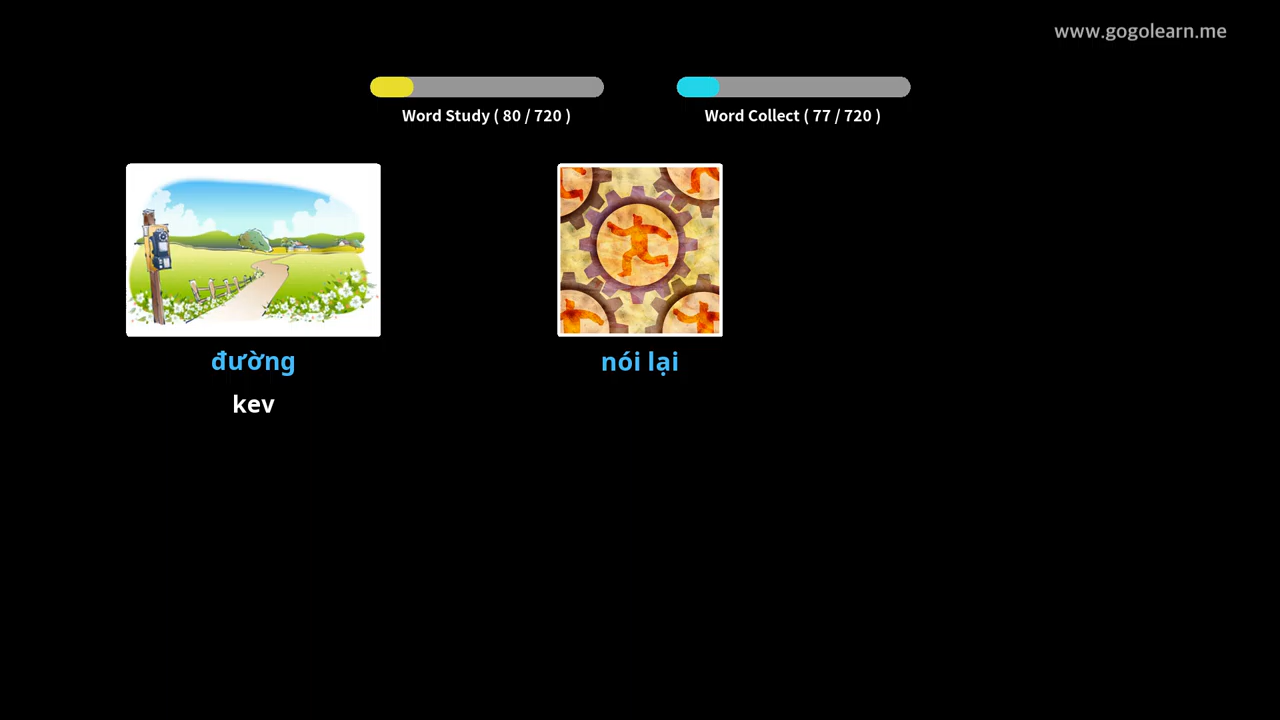 www.gogolearn.me
Word Study ( 80 / 720 )
Word Collect ( 77 / 720 )
đường
kev
nói lại